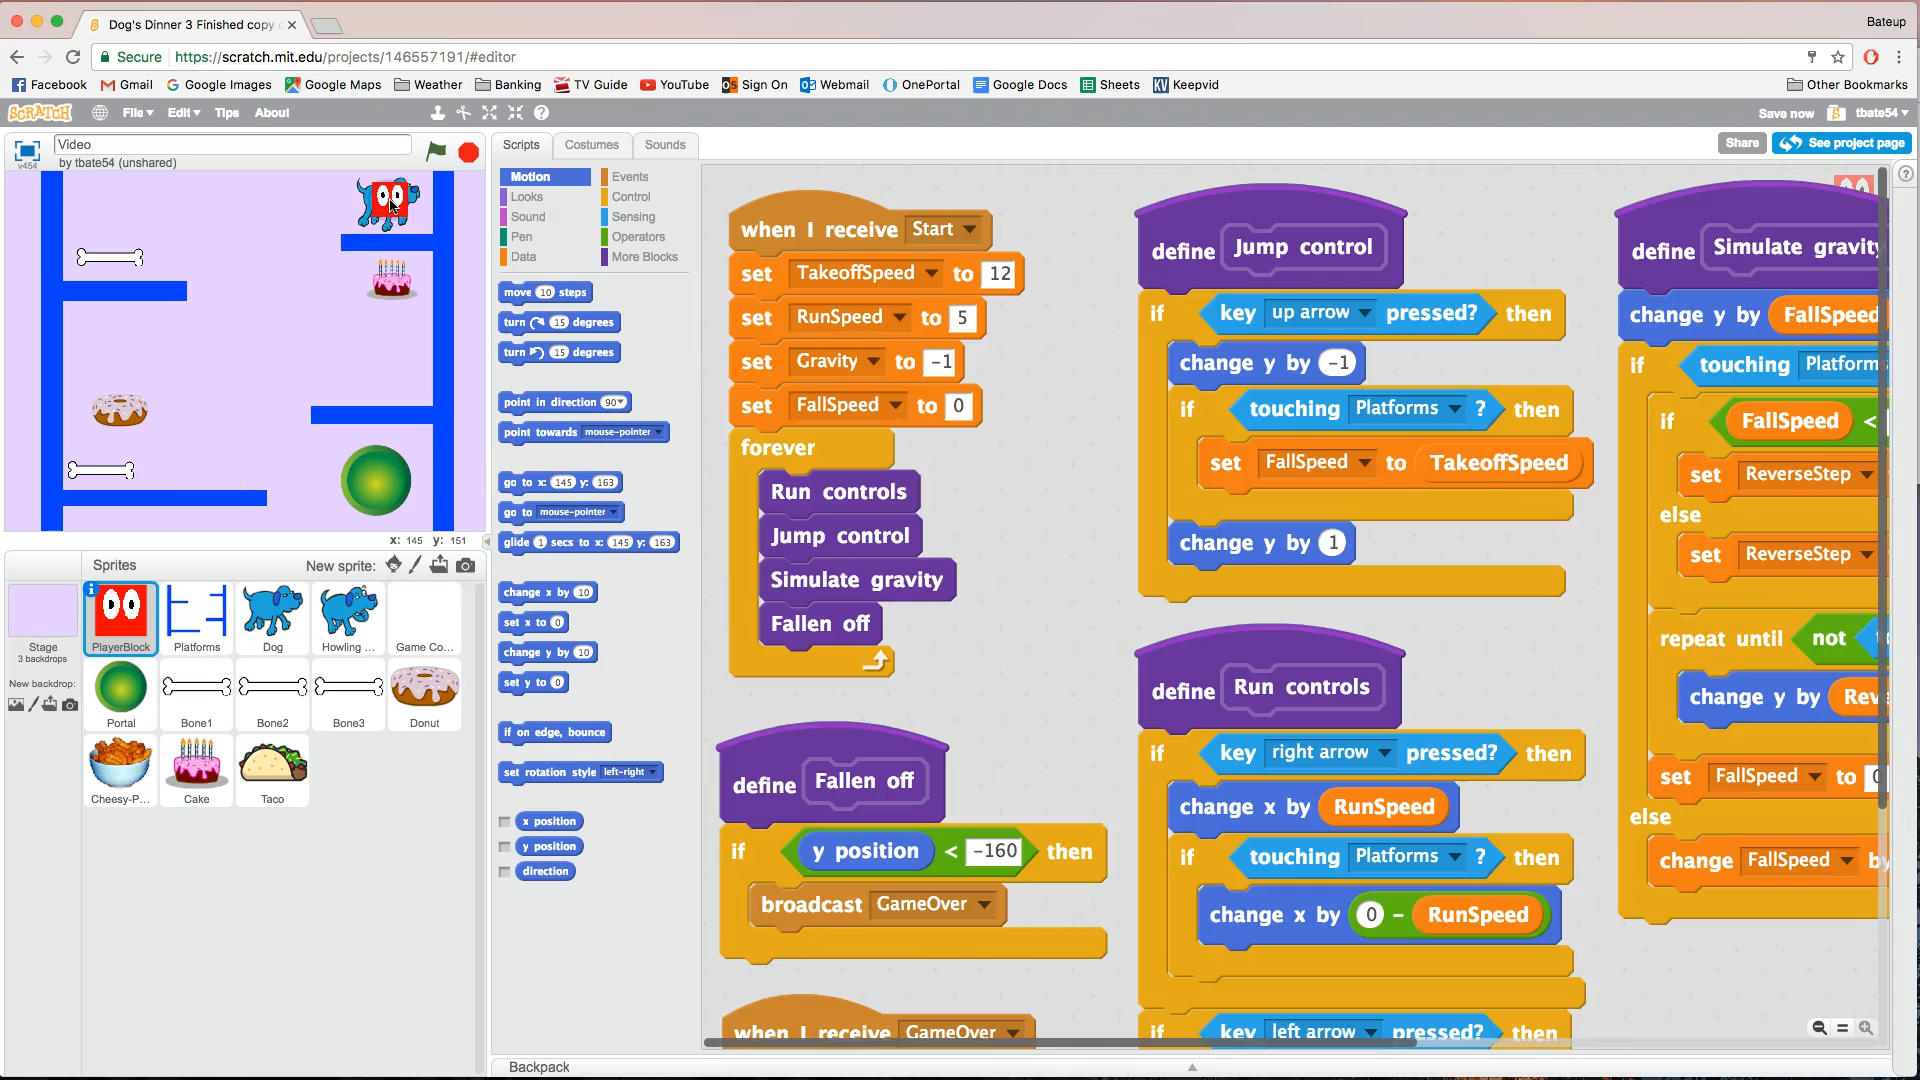 Dog's Dinner 3 Finished copy
Bateup
Secure
https://scratch.mit.edu/projects/146557191/#editor
Facebook
Gmail
Google Images
Google Maps
Weather
Banking
TV Guide
YouTube
Sign On
Webmail
OnePortal
Google Docs
Sheets
Keepvid
Other Bookmarks
SCRATCH
File
Edit
Tips
About
Save now
tbate54
v454
Video
by tbate54 (unshared)
Scripts
Costumes
Sounds
Share
See project page
Motion
Looks
Sound
Pen
Data
Events
Control
Sensing
Operators
More Blocks
move 10 steps
turn 15 degrees
turn 15 degrees
point in direction 90
point towards mouse-pointer
go to x: 145 y: 163
go to mouse-pointer
glide 1 secs to x: 145 y: 163
change x by 10
set x to 0
change y by 10
set y to 0
if on edge, bounce
set rotation style left-right
x position
y position
direction
x: 145 y: 151
Sprites
New sprite:
Stage
3 backdrops
New backdrop:
PlayerBlock
Platforms
Dog
Howling ...
Game Co...
Portal
Bone1
Bone2
Bone3
Donut
Cheesy-P...
Cake
Taco
when I receive Start
set TakeoffSpeed to 12
set RunSpeed to 5
set Gravity to -1
set FallSpeed to 0
forever
Run controls
Jump control
Simulate gravity
Fallen off
define Fallen off
if y position < -160 then
broadcast GameOver
when I receive GameOver
define Jump control
if key up arrow pressed? then
change y by -1
if touching Platforms ? then
set FallSpeed to TakeoffSpeed
change y by 1
define Run controls
if key right arrow pressed? then
change x by RunSpeed
if touching Platforms ? then
change x by 0 - RunSpeed
if key left arrow pressed? then
define Simulate gravity
change y by FallSpeed
if touching Platform
if FallSpeed <
set ReverseStep
else
set ReverseStep
repeat until not
change y by Rev
set FallSpeed to 0
else
change FallSpeed by
Backpack